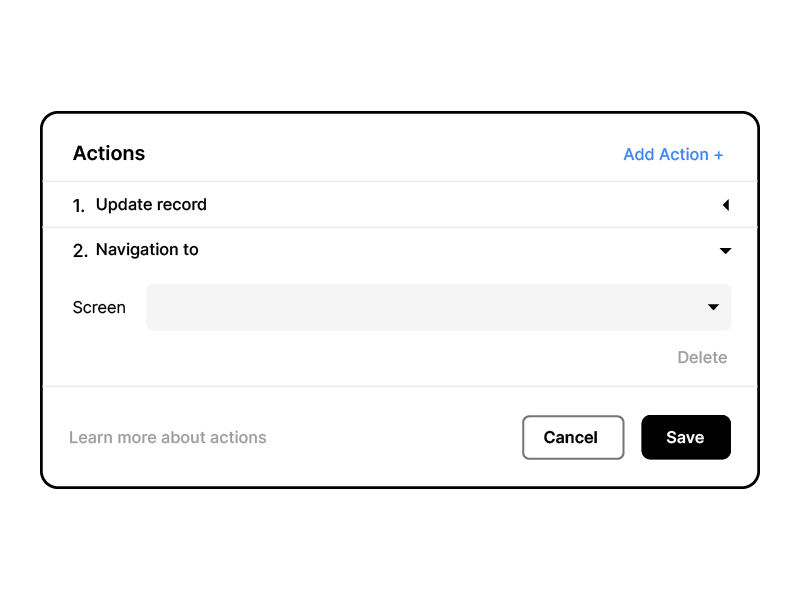 Actions
Add Action +
1. Update record
2. Navigation to
Screen
Delete
Learn more about actions
Cancel
Save